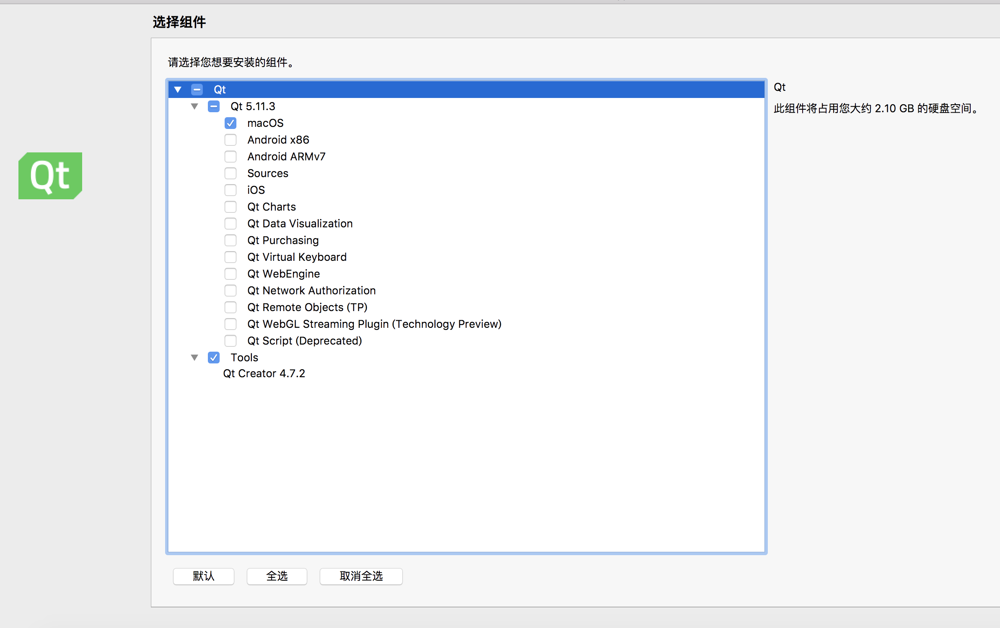 选择组件
请选择您想要安装的组件。
Qt
Qt 5.11.3
macOS
Android x86
Android ARMv7
Sources
iOS
Qt Charts
Qt Data Visualization
Qt Purchasing
Qt Virtual Keyboard
Qt WebEngine
Qt Network Authorization
Qt Remote Objects (TP)
Qt WebGL Streaming Plugin (Technology Preview)
Qt Script (Deprecated)
Tools
Qt Creator 4.7.2
Qt
此组件将占用您大约 2.10 GB 的硬盘空间。
Qt
默认
全选
取消全选